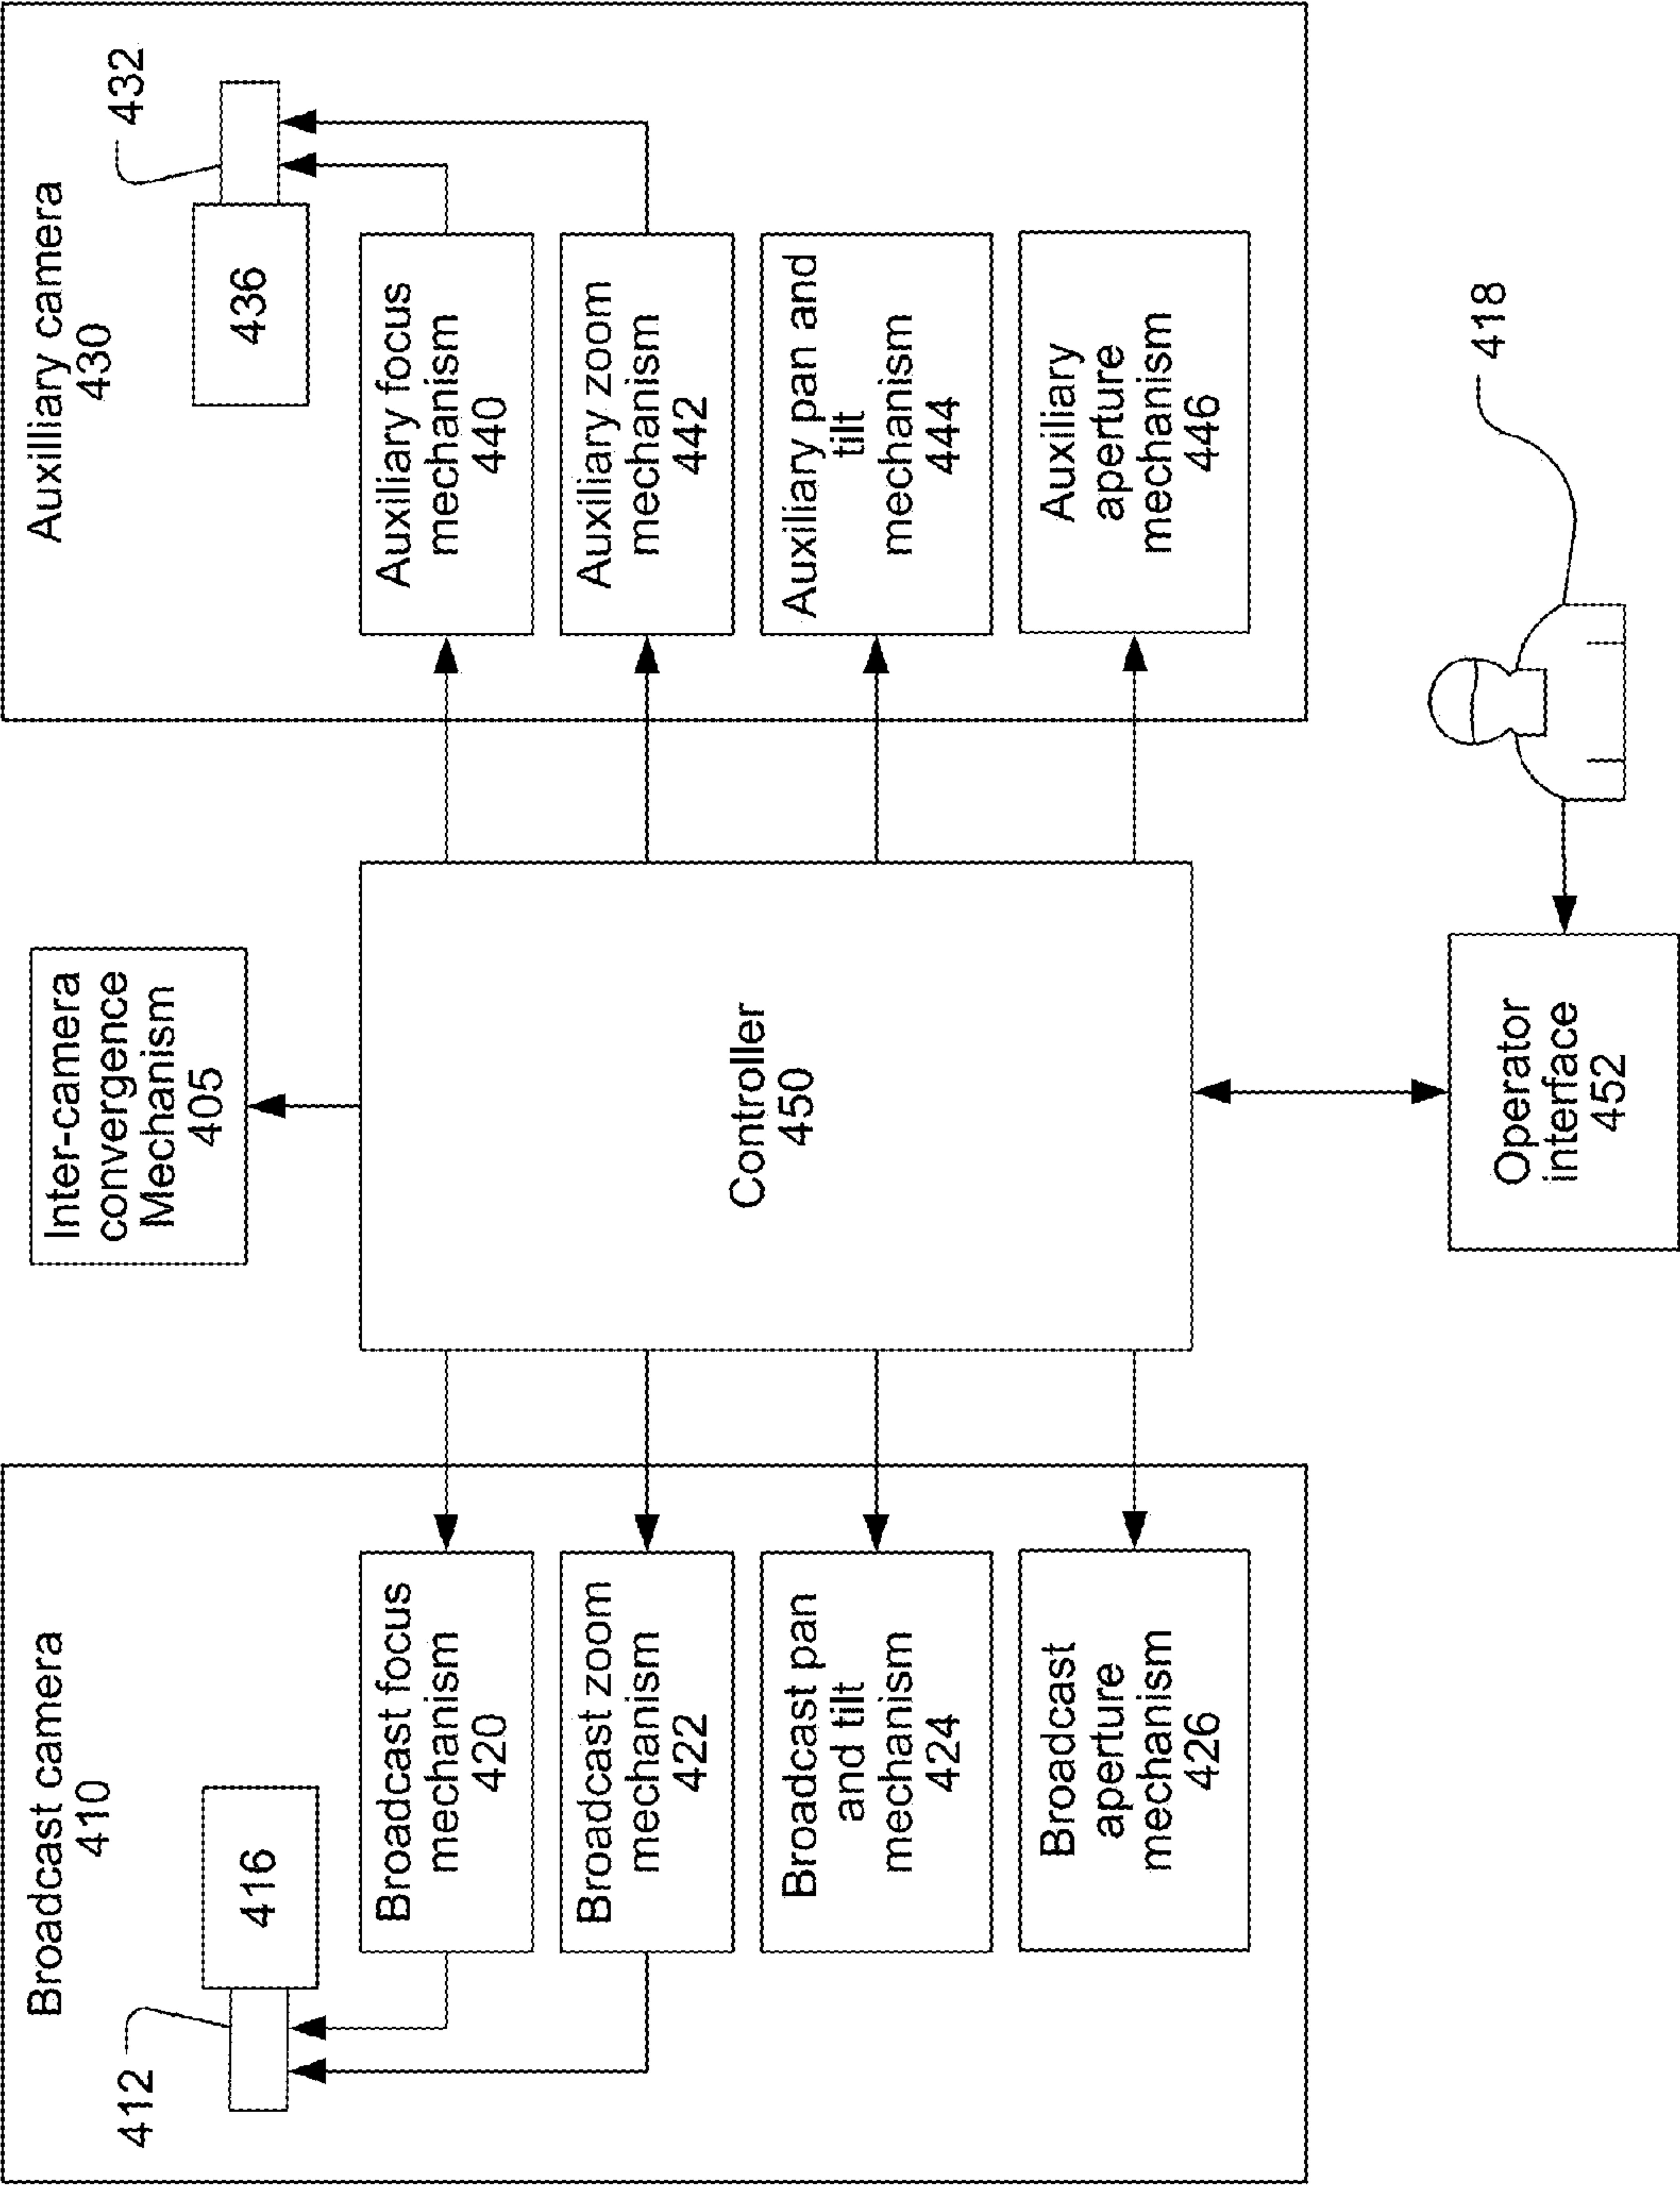 Broadcast camera
410
412
416
Broadcast focus
mechanism
420
Broadcast zoom
mechanism
422
Broadcast pan
and tilt
mechanism
424
Broadcast
aperture
mechanism
426
Inter-camera
convergence
Mechanism
405
Controller
450
Operator
interface
452
Auxilliary camera
430
432
436
Auxiliary focus
mechanism
440
Auxiliary zoom
mechanism
442
Auxiliary pan and
tilt
mechanism
444
Auxiliary
aperture
mechanism
446
418